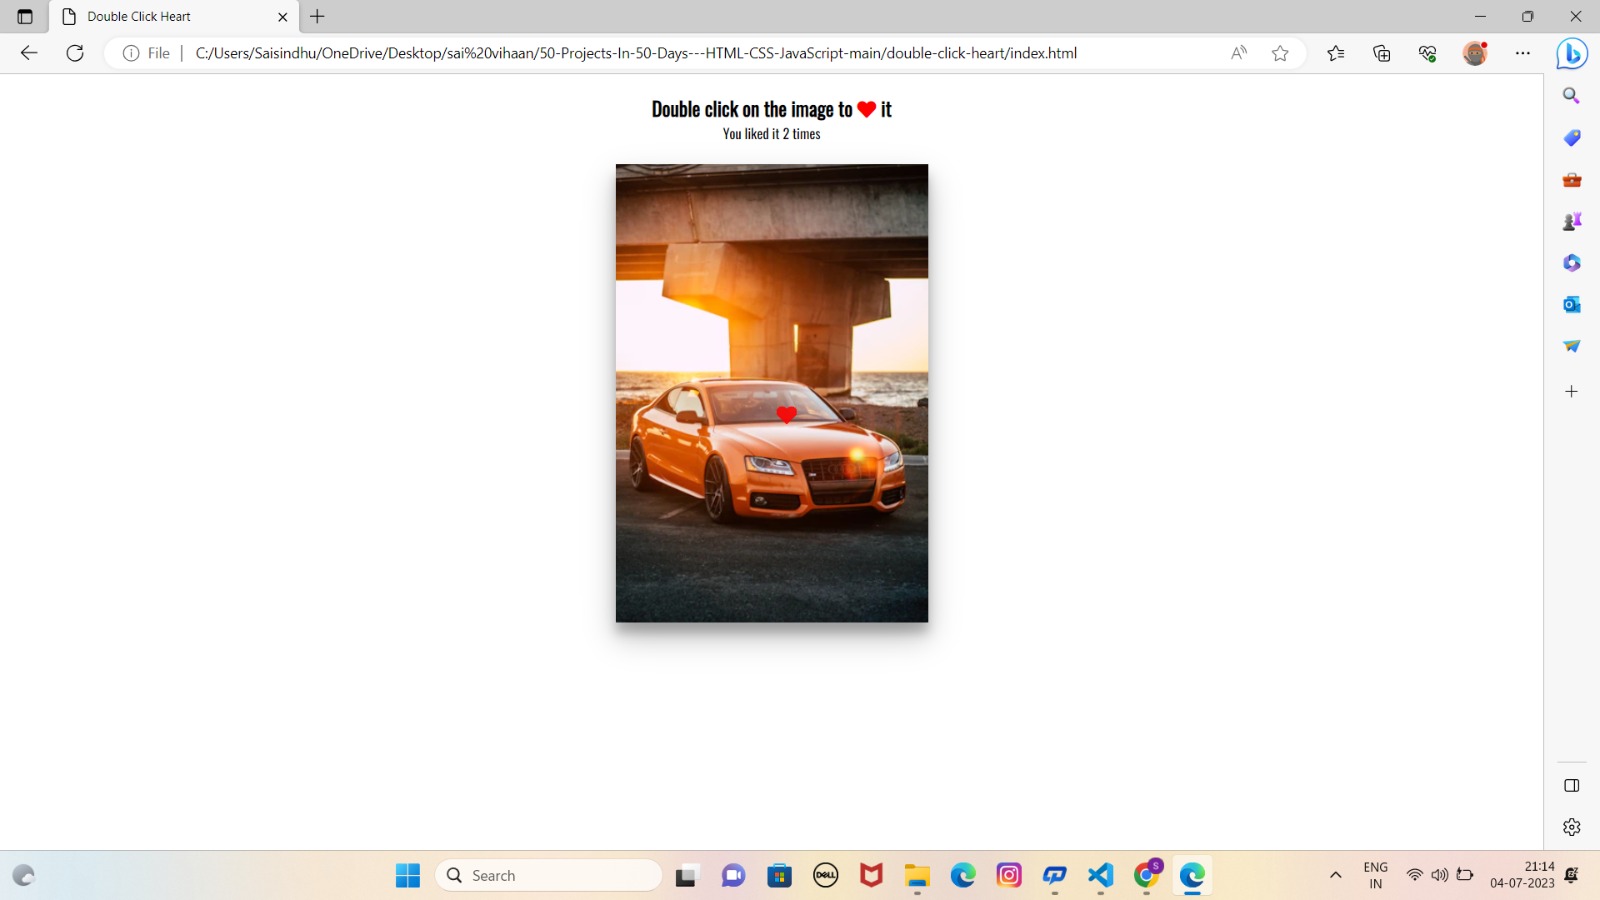 Double Click Heart
File
C:/Users/Saisindhu/OneDrive/Desktop/sai%20vihaan/50-Projects-In-50-Days---HTML-CSS-JavaScript-main/double-click-heart/index.html
Double click on the image to ❤ it
You liked it 2 times
Search
DELL
S
ENG
IN
21:14
04-07-2023